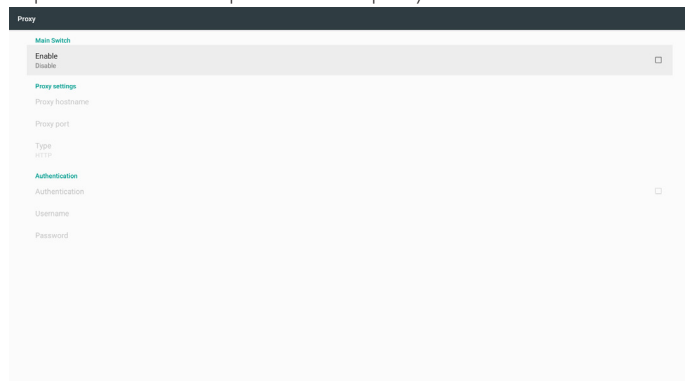 Proxy
Main Switch
Enable
Disable
Proxy settings
Proxy hostname
Proxy port
Type
HTTP
Authentication
Authentication
Username
Password